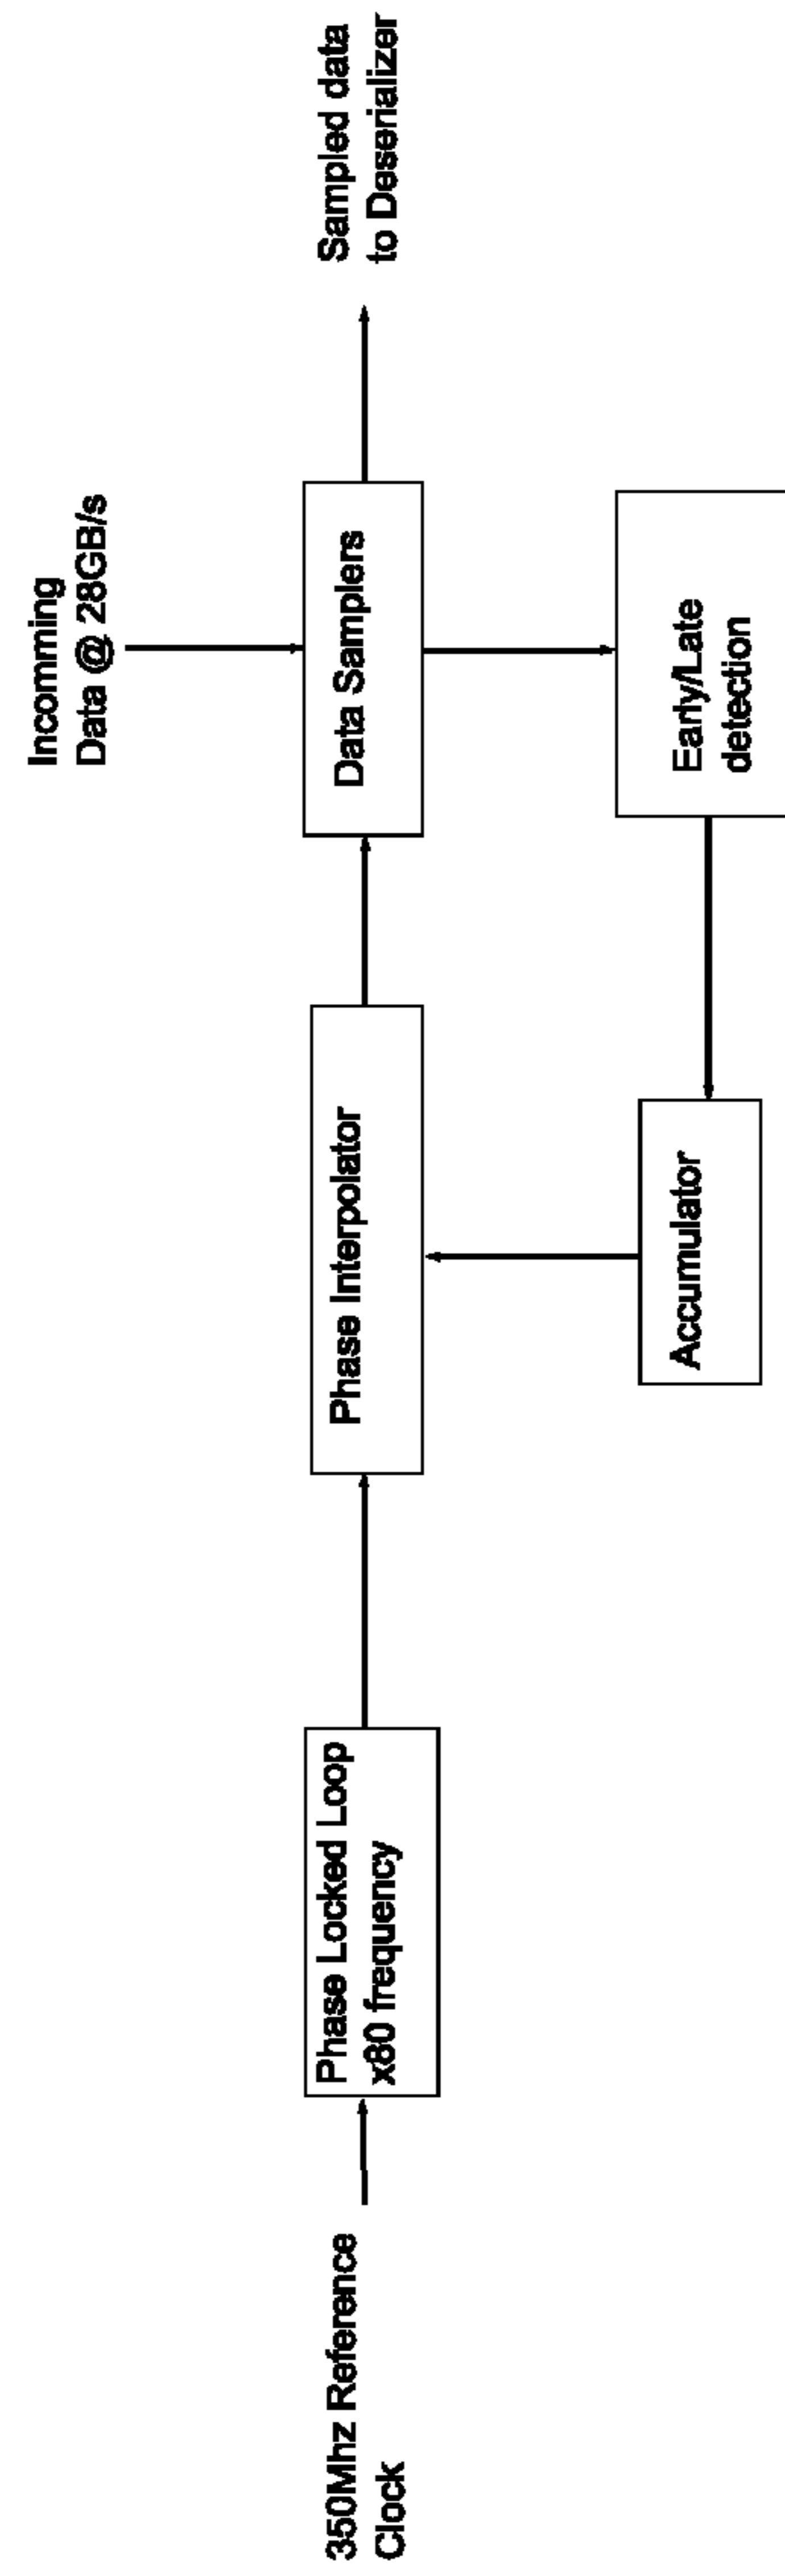 350Mhz Reference
Clock
Phase Locked Loop
x80 frequency
Phase Interpolator
Incomming
Data @ 28GB/s
Data Samplers
Sampled data
to Deserializer
Accumulator
Early/Late
detection